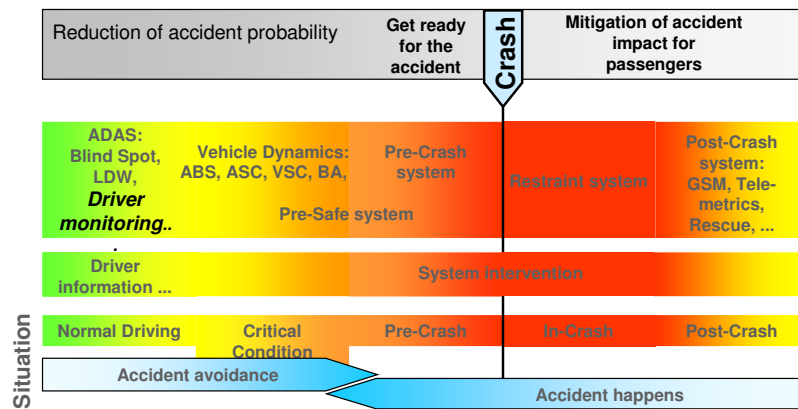 Reduction of accident probability
Get ready
for the
accident
Crash
Mitigation of accident
impact for
passengers
ADAS:
Blind Spot,
LDW,
Driver
monitoring..
.
Vehicle Dynamics:
ABS, ASC, VSC, BA,
Pre-Safe system
Pre-Crash
system
Restraint system
Post-Crash
system:
GSM, Tele-
metrics,
Rescue, ...
Driver
information ...
System intervention
Situation
Normal Driving
Critical
Condition
Pre-Crash
In-Crash
Post-Crash
Accident avoidance
Accident happens